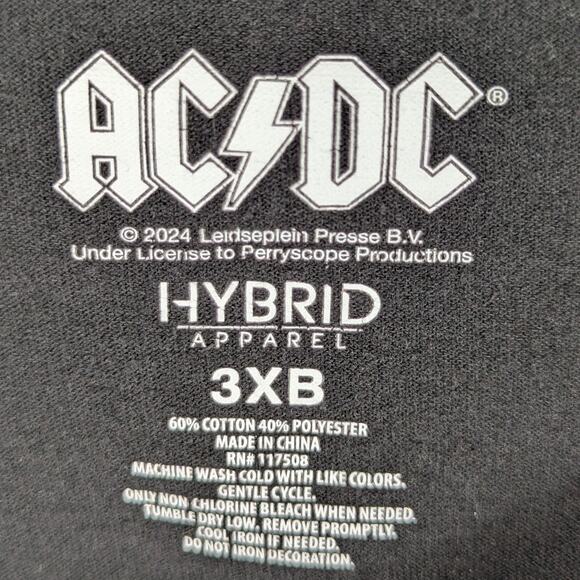 AC⚡DC®
© 2024 Leidseplein Presse B.V.
Under License to Perryscope Productions
HYBRID
APPAREL
3XB
60% COTTON 40% POLYESTER
MADE IN CHINA
RN# 117508
MACHINE WASH COLD WITH LIKE COLORS.
GENTLE CYCLE.
ONLY NON CHLORINE BLEACH WHEN NEEDED.
TUMBLE DRY LOW. REMOVE PROMPTLY.
COOL IRON IF NEEDED.
DO NOT IRON DECORATION.